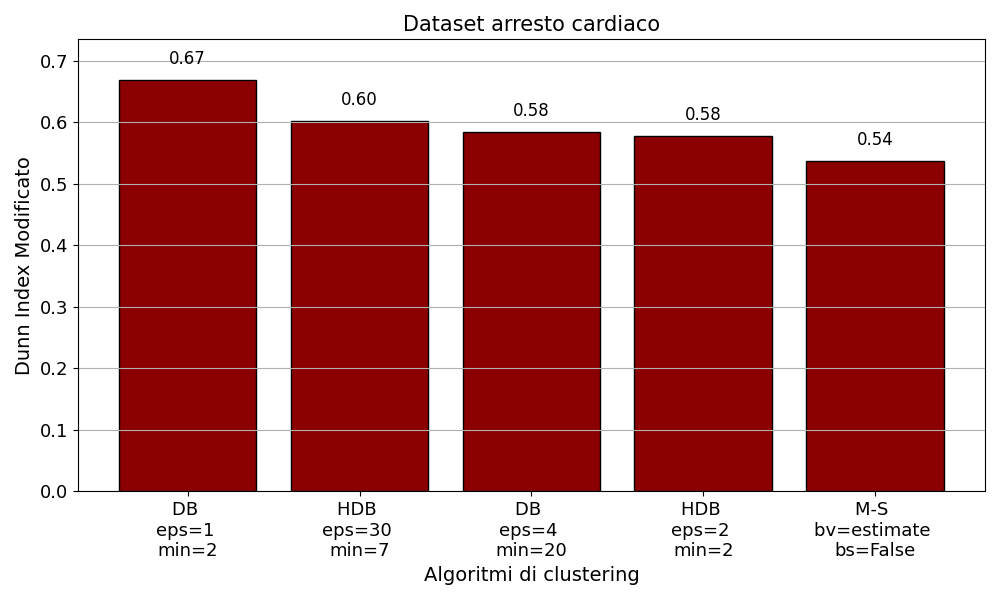 Dataset arresto cardiaco
Dunn Index Modificato
0.7
0.6
0.5
0.4
0.3
0.2
0.1
0.0
0.67
0.60
0.58
0.58
0.54
DB
eps=1
min=2
HDB
eps=30
min=7
DB
eps=4
min=20
HDB
eps=2
min=2
M-S
bv=estimate
bs=False
Algoritmi di clustering